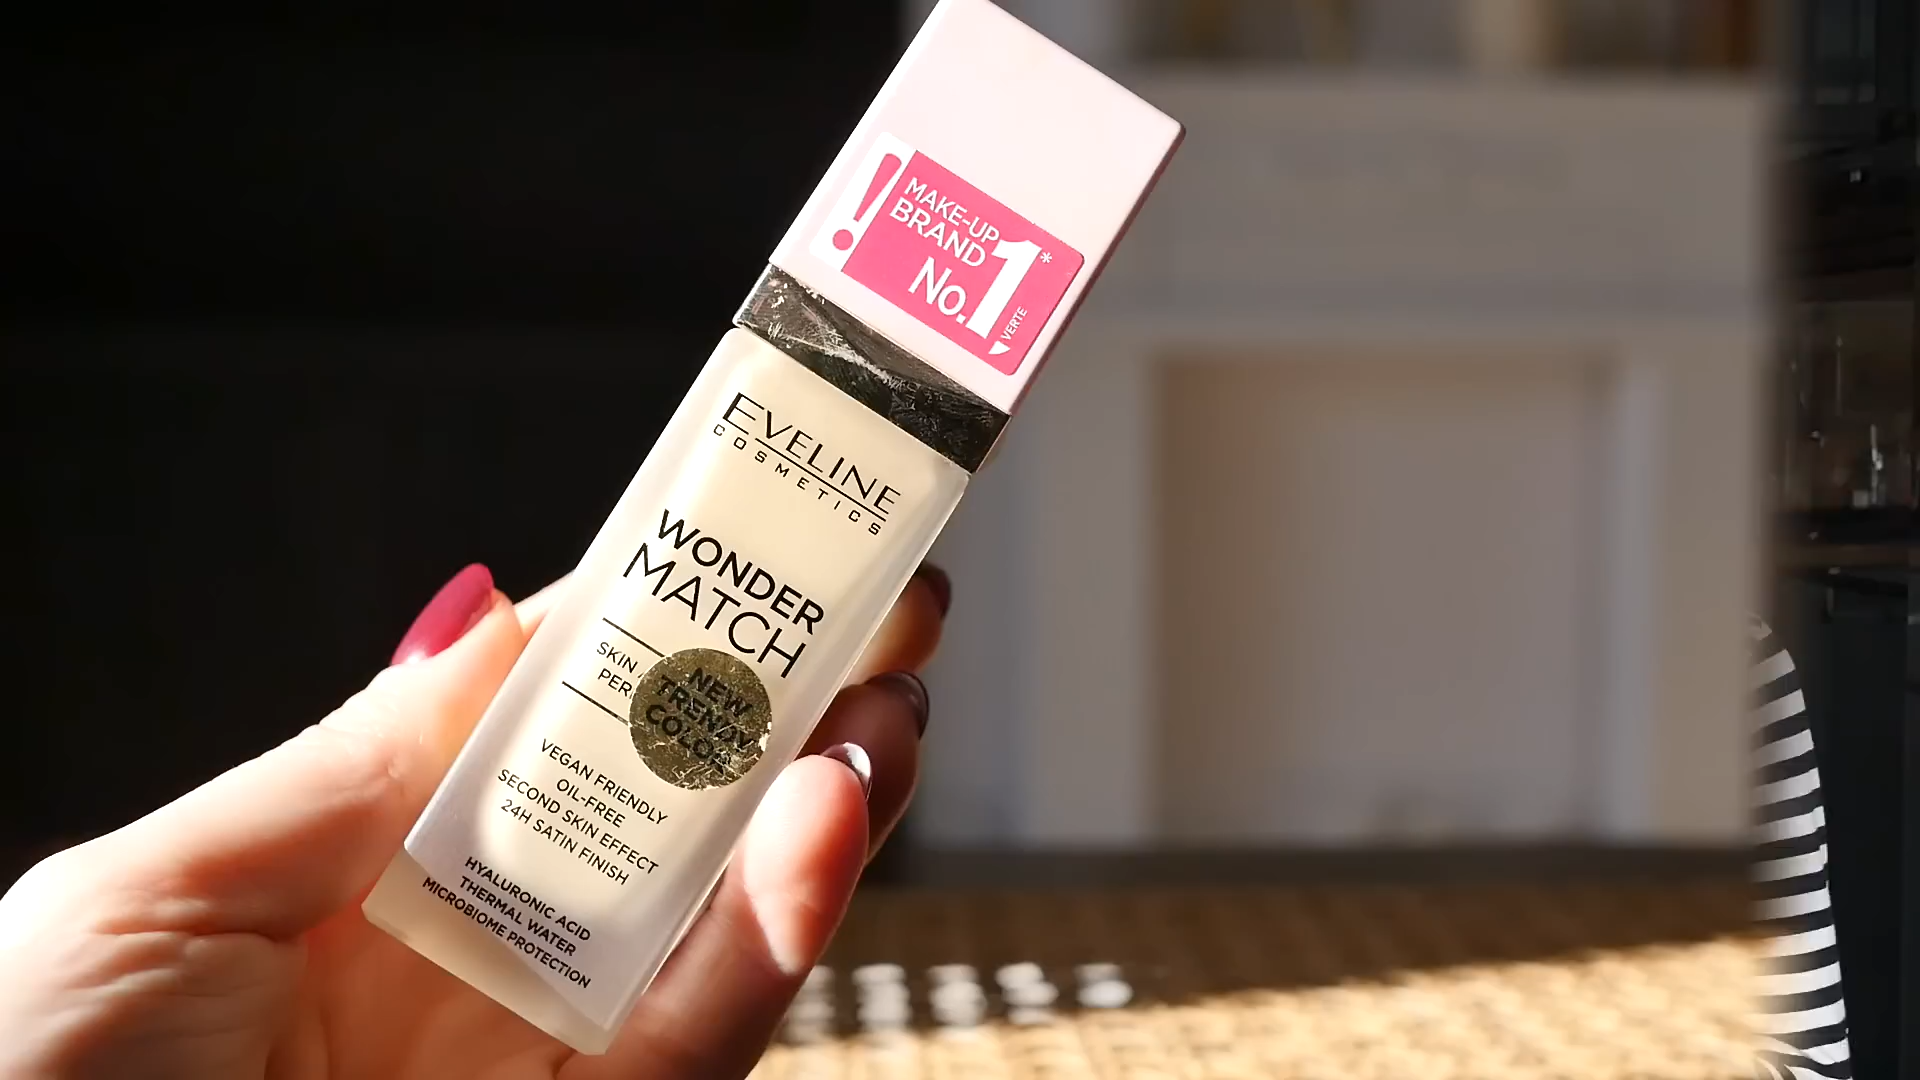 !
MAKE-UP
BRAND
No.1*
VERTE
EVELINE
COSMETICS
WONDER
MATCH
SKIN
NEW
TRENDY
COLOR
VEGAN FRIENDLY
OIL-FREE
SECOND SKIN EFFECT
24H SATIN FINISH
HYALURONIC ACID
THERMAL WATER
MICROBIOME PROTECTION